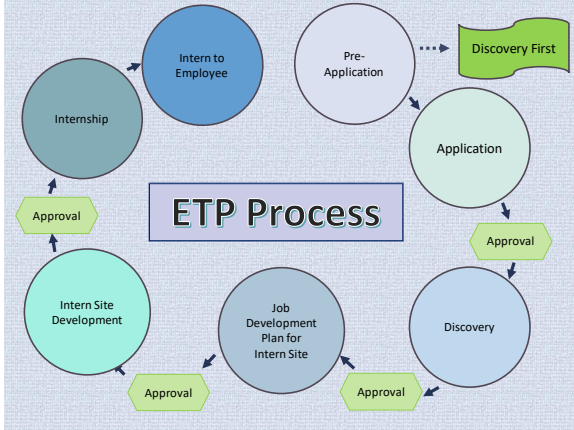 Pre-
Application
Discovery First
Application
Approval
Discovery
Approval
Job
Development
Plan for
Intern Site
Approval
Intern Site
Development
Approval
Internship
Intern to
Employee
ETP Process